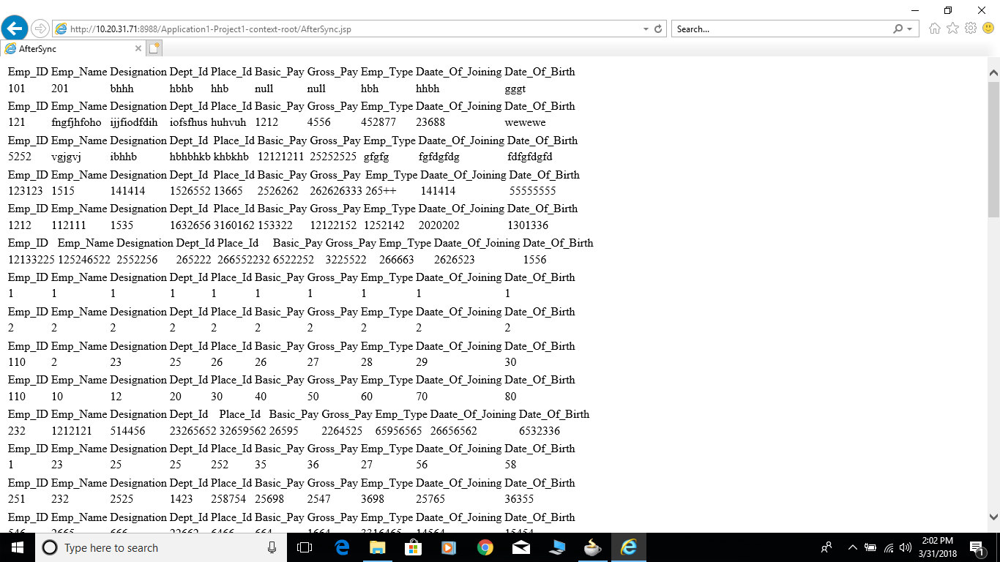 http://10.20.31.71:8988/Application1-Project1-context-root/AfterSync.jsp
Search...
AfterSync
Emp_ID Emp_Name Designation Dept_Id Place_Id Basic_Pay Gross_Pay Emp_Type Daate_Of_Joining Date_Of_Birth
101 201 bhhh hbhb hhb null null hbh hhbh gggt
Emp_ID Emp_Name Designation Dept_Id Place_Id Basic_Pay Gross_Pay Emp_Type Daate_Of_Joining Date_Of_Birth
121 fngfjhfoho ijjfiodfdih iofsfhus huhvuh 1212 4556 452877 23688 wewewe
Emp_ID Emp_Name Designation Dept_Id Place_Id Basic_Pay Gross_Pay Emp_Type Daate_Of_Joining Date_Of_Birth
5252 vgjgvj ibhhb hbhbhkb khbkhb 12121211 25252525 gfgfg fgfdgfdg fdfgfdgfd
Emp_ID Emp_Name Designation Dept_Id Place_Id Basic_Pay Gross_Pay Emp_Type Daate_Of_Joining Date_Of_Birth
123123 1515 141414 1526552 13665 2526262 262626333 265++ 141414 55555555
Emp_ID Emp_Name Designation Dept_Id Place_Id Basic_Pay Gross_Pay Emp_Type Daate_Of_Joining Date_Of_Birth
1212 112111 1535 1632656 3160162 153322 12122152 1252142 2020202 1301336
Emp_ID Emp_Name Designation Dept_Id Place_Id Basic_Pay Gross_Pay Emp_Type Daate_Of_Joining Date_Of_Birth
12133225 125246522 2552256 265222 266552232 6522252 3225522 266663 2626523 1556
Emp_ID Emp_Name Designation Dept_Id Place_Id Basic_Pay Gross_Pay Emp_Type Daate_Of_Joining Date_Of_Birth
1 1 1 1 1 1 1 1 1 1
Emp_ID Emp_Name Designation Dept_Id Place_Id Basic_Pay Gross_Pay Emp_Type Daate_Of_Joining Date_Of_Birth
2 2 2 2 2 2 2 2 2 2
Emp_ID Emp_Name Designation Dept_Id Place_Id Basic_Pay Gross_Pay Emp_Type Daate_Of_Joining Date_Of_Birth
110 2 23 25 26 26 27 28 29 30
Emp_ID Emp_Name Designation Dept_Id Place_Id Basic_Pay Gross_Pay Emp_Type Daate_Of_Joining Date_Of_Birth
110 10 12 20 30 40 50 60 70 80
Emp_ID Emp_Name Designation Dept_Id Place_Id Basic_Pay Gross_Pay Emp_Type Daate_Of_Joining Date_Of_Birth
232 1212121 514456 23265652 32659562 26595 2264525 65956565 26656562 6532336
Emp_ID Emp_Name Designation Dept_Id Place_Id Basic_Pay Gross_Pay Emp_Type Daate_Of_Joining Date_Of_Birth
1 23 25 25 252 35 36 27 56 58
Emp_ID Emp_Name Designation Dept_Id Place_Id Basic_Pay Gross_Pay Emp_Type Daate_Of_Joining Date_Of_Birth
251 232 2525 1423 258754 25698 2547 3698 25765 36355
Emp_ID Emp_Name Designation Dept_Id Place_Id Basic_Pay Gross_Pay Emp_Type Daate_Of_Joining Date_Of_Birth
Type here to search
2:02 PM
3/31/2018
1